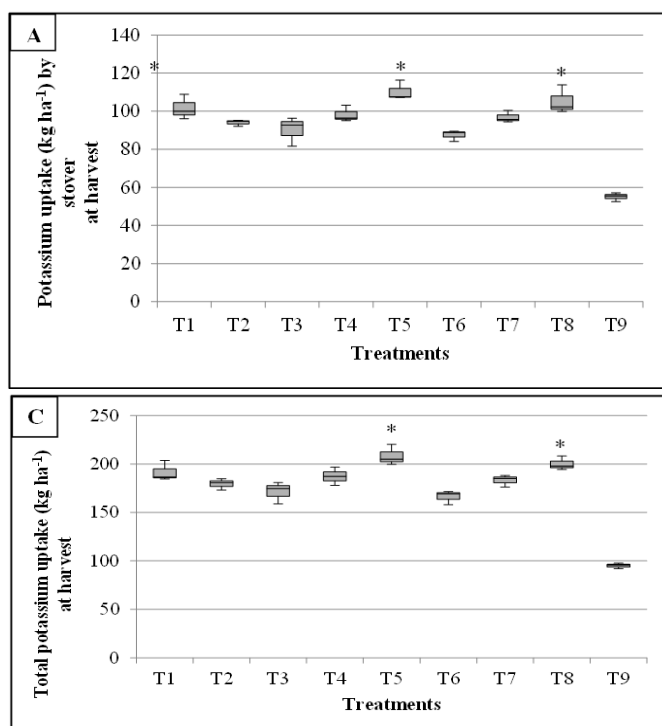 A
Potassium uptake (kg ha-1) by
stover
at harvest
140
120
100
80
60
40
20
0
*
*
*
T1 T2 T3 T4 T5 T6 T7 T8 T9
Treatments
C
Total potassium uptake (kg ha-1)
at harvest
250
200
150
100
50
0
*
*
T1 T2 T3 T4 T5 T6 T7 T8 T9
Treatments